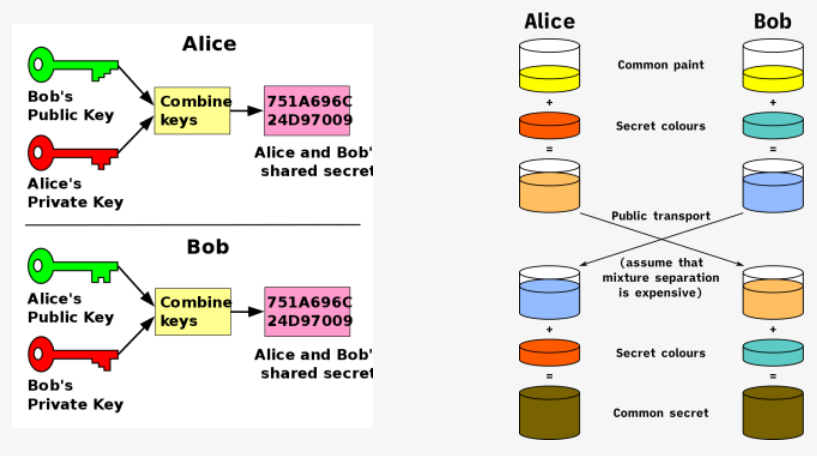 Alice
Bob's
Public Key
Combine
keys
751A696C
24D97009
Alice's
Private Key
Alice and Bob'
shared secret
Bob
Alice's
Public Key
Combine
keys
751A696C
24D97009
Bob's
Private Key
Alice and Bob'
shared secret
Alice
Bob
Common paint
+
+
Secret colours
=
=
Public transport
(assume that
mixture separation
is expensive)
+
+
Secret colours
=
=
Common secret